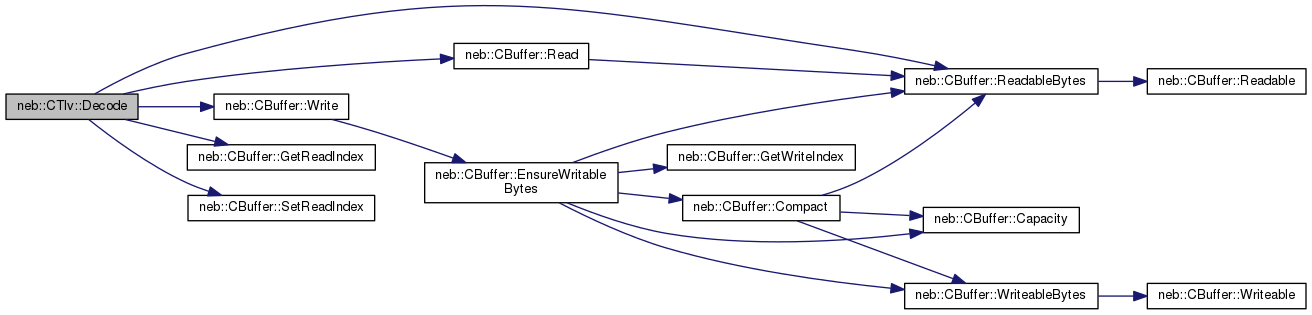 neb::CTlv::Decode
neb::CBuffer::Read
neb::CBuffer::Write
neb::CBuffer::GetReadIndex
neb::CBuffer::SetReadIndex
neb::CBuffer::EnsureWritable
Bytes
neb::CBuffer::GetWriteIndex
neb::CBuffer::Compact
neb::CBuffer::ReadableBytes
neb::CBuffer::Capacity
neb::CBuffer::WriteableBytes
neb::CBuffer::Readable
neb::CBuffer::Writeable